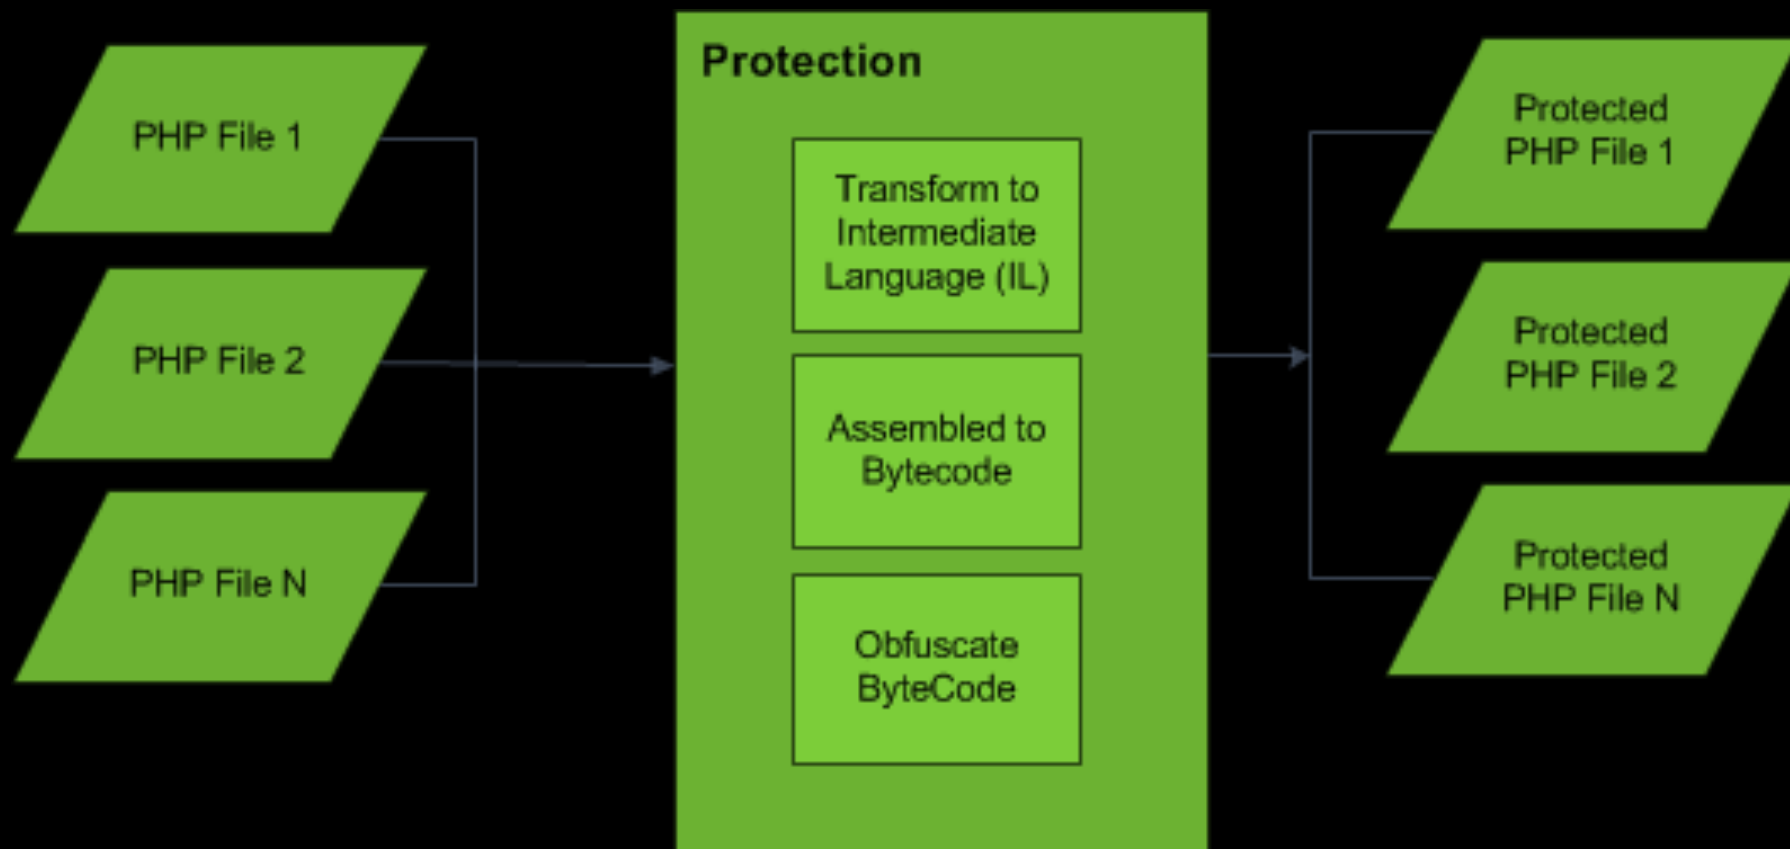 PHP File 1
PHP File 2
PHP File N
Protection
Transform to
Intermediate
Language (IL)
Assembled to
Bytecode
Obfuscate
ByteCode
Protected
PHP File 1
Protected
PHP File 2
Protected
PHP File N